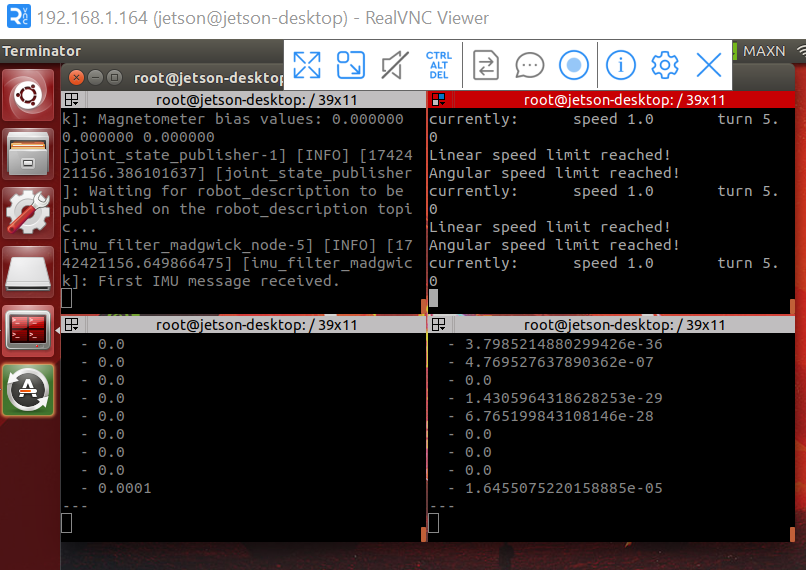 192.168.1.164 (jetson@jetson-desktop) - RealVNC Viewer
Terminator
CTRL
ALT
DEL
MAXN
root@jetson-desktop
root@jetson-desktop: / 39x11
k]: Magnetometer bias values: 0.000000
0.000000 0.000000
[joint_state_publisher-1] [INFO] [17424
21156.386101637] [joint_state_publisher
]: Waiting for robot_description to be
published on the robot_description topi
c...
[imu_filter_madgwick_node-5] [INFO] [17
42421156.649866475] [imu_filter_madgwic
k]: First IMU message received.
root@jetson-desktop: / 39x11
currently: speed 1.0 turn 5.
0
Linear speed limit reached!
Angular speed limit reached!
currently: speed 1.0 turn 5.
0
Linear speed limit reached!
Angular speed limit reached!
currently: speed 1.0 turn 5.
0
root@jetson-desktop: / 39x11
- 0.0
- 0.0
- 0.0
- 0.0
- 0.0
- 0.0
- 0.0
- 0.0
- 0.0001
---
root@jetson-desktop: / 39x11
- 3.7985214880299426e-36
- 4.769527637890362e-07
- 0.0
- 1.4305964318628253e-29
- 6.765199843108146e-28
- 0.0
- 0.0
- 0.0
- 1.6455075220158885e-05
---